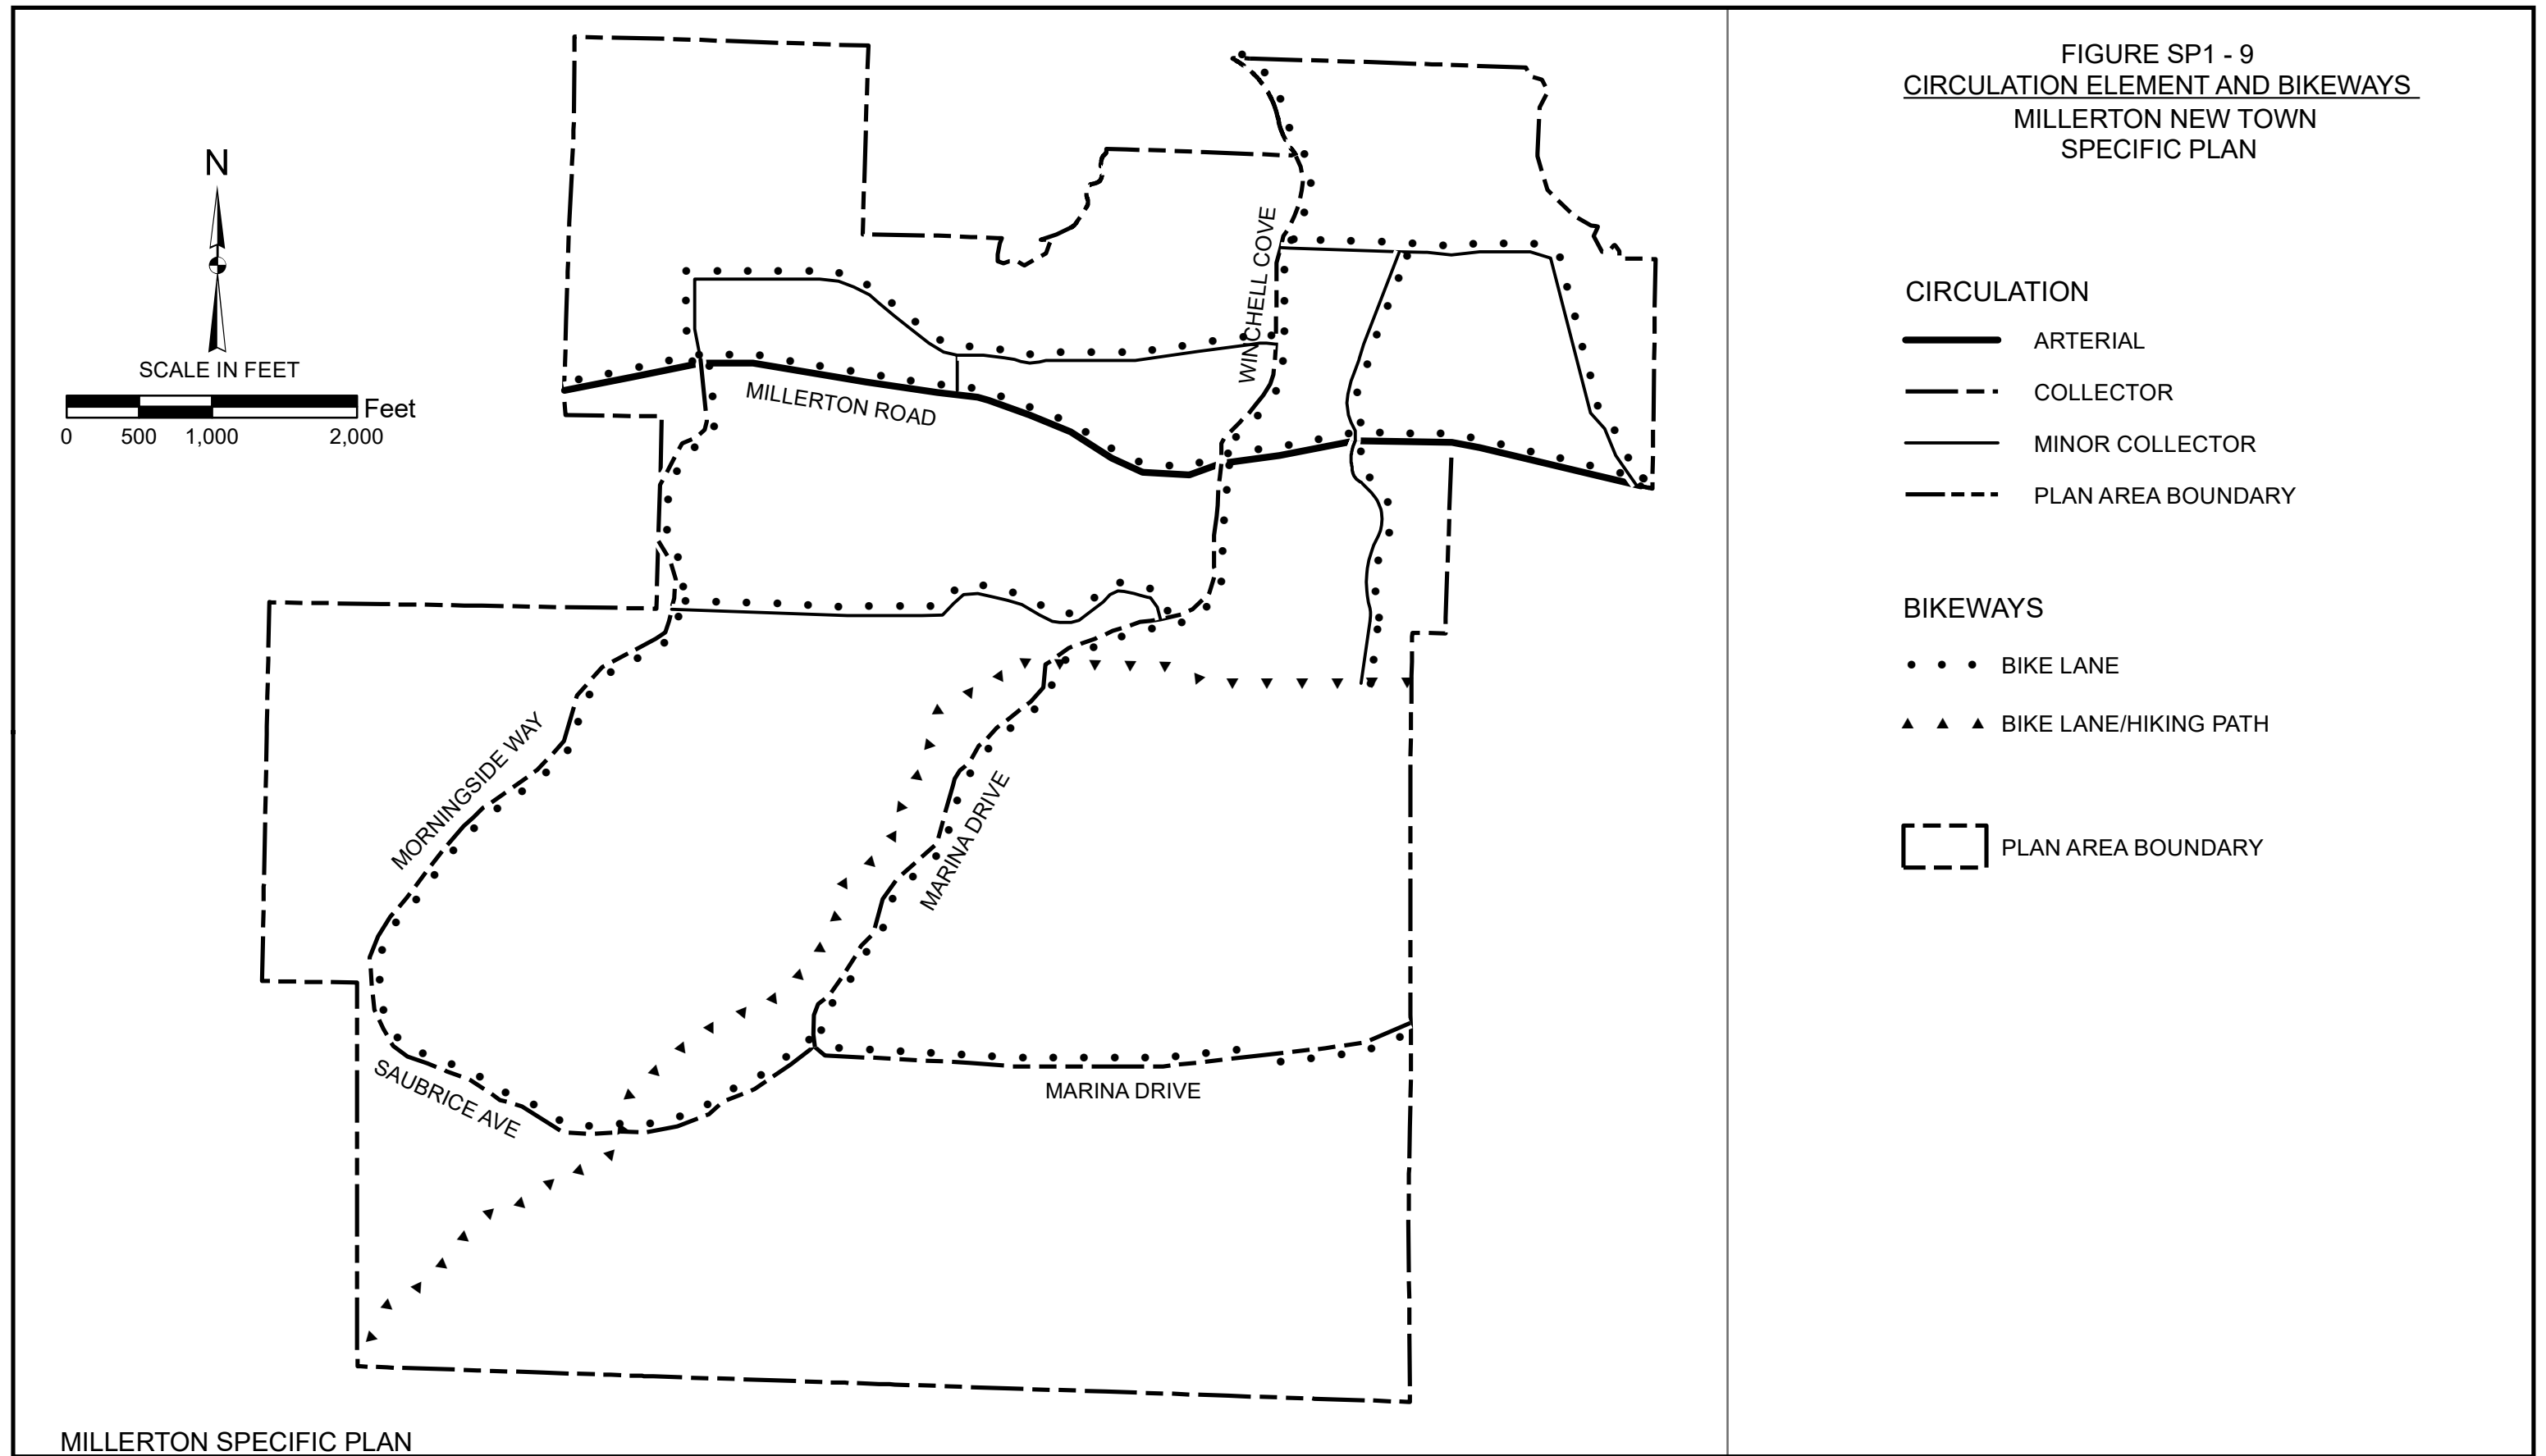 FIGURE SP1 - 9
CIRCULATION ELEMENT AND BIKEWAYS
MILLERTON NEW TOWN
SPECIFIC PLAN
N
SCALE IN FEET
Feet
0 500 1,000 2,000
WINCHELL COVE
MILLERTON ROAD
MORNINGSIDE WAY
MARINA DRIVE
SAUBRICE AVE
MARINA DRIVE
CIRCULATION
ARTERIAL
COLLECTOR
MINOR COLLECTOR
PLAN AREA BOUNDARY
BIKEWAYS
BIKE LANE
BIKE LANE/HIKING PATH
PLAN AREA BOUNDARY
MILLERTON SPECIFIC PLAN